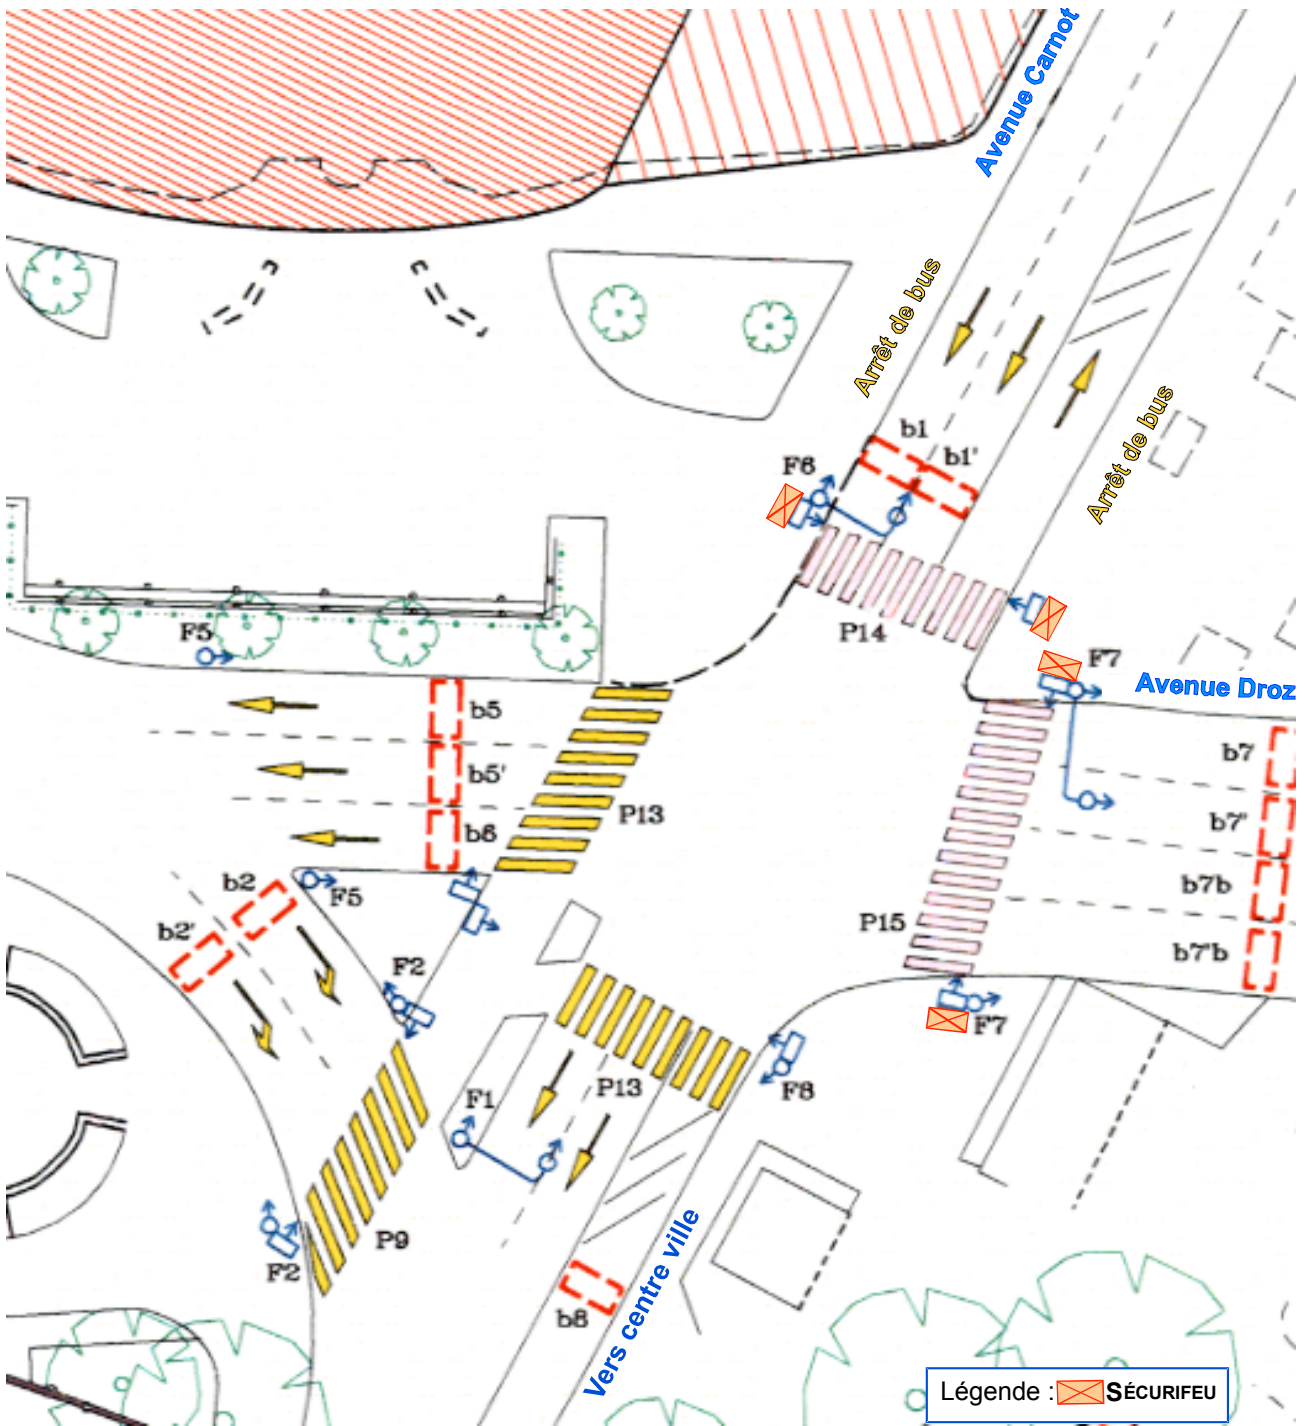 Avenue Carnot
Arrêt de bus
Arrêt de bus
b1
b1'
F6
P14
F5
F7
Avenue Droz
b5
b5'
b6
P13
b7
b7'
b7b
b7'b
b2
b2'
F5
P15
F2
F7
F1
P13
F8
P9
F2
b8
Vers centre ville
Légende : SÉCURIFEU